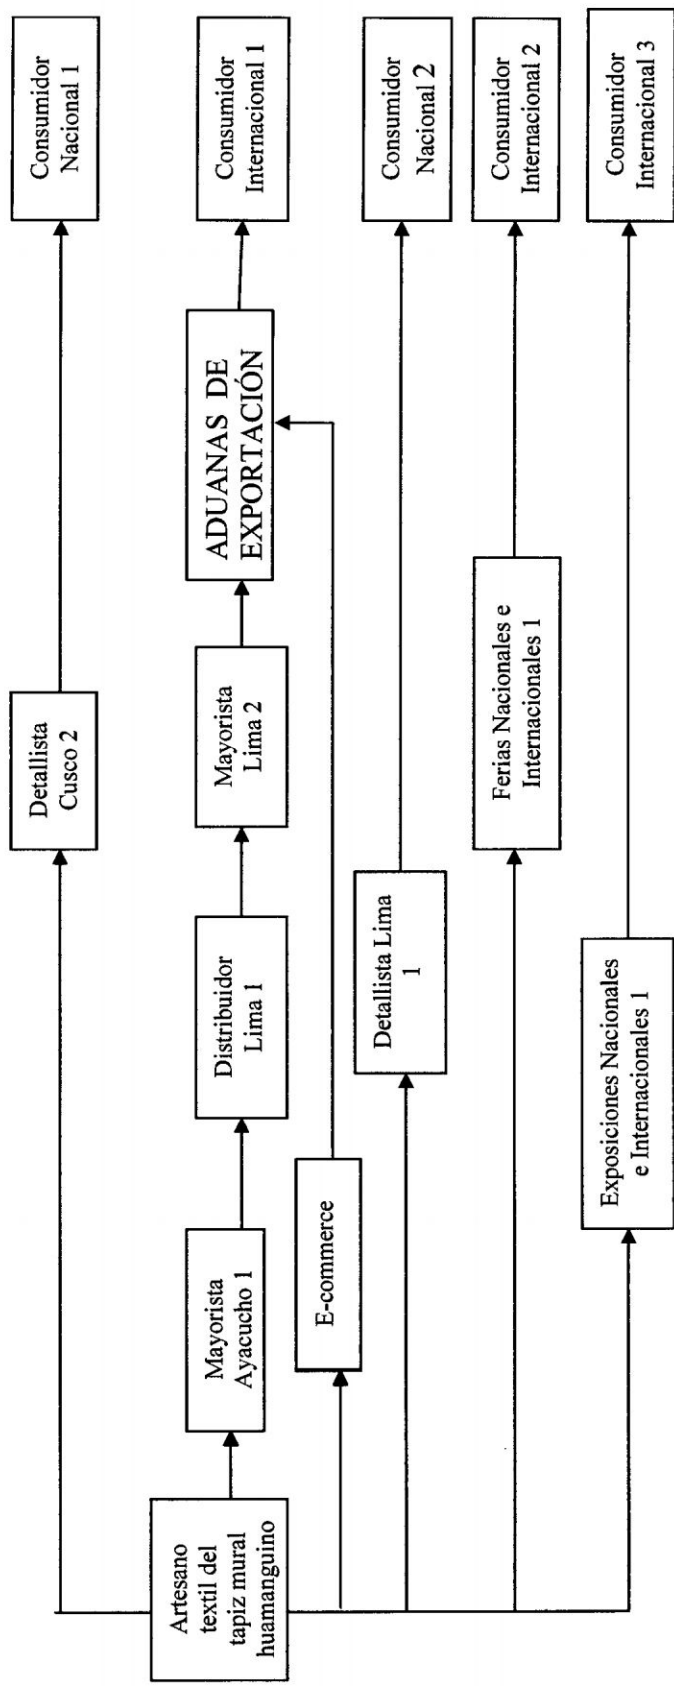 Artesano
textil del
tapiz mural
huamanguino
Detallista
Cusco 2
Consumidor
Nacional 1
Mayorista
Ayacucho 1
Distribuidor
Lima 1
Mayorista
Lima 2
ADUANAS DE
EXPORTACIÓN
Consumidor
Internacional 1
E-commerce
Detallista Lima
1
Consumidor
Nacional 2
Ferias Nacionales e
Internacionales 1
Consumidor
Internacional 2
Exposiciones Nacionales
e Internacionales 1
Consumidor
Internacional 3